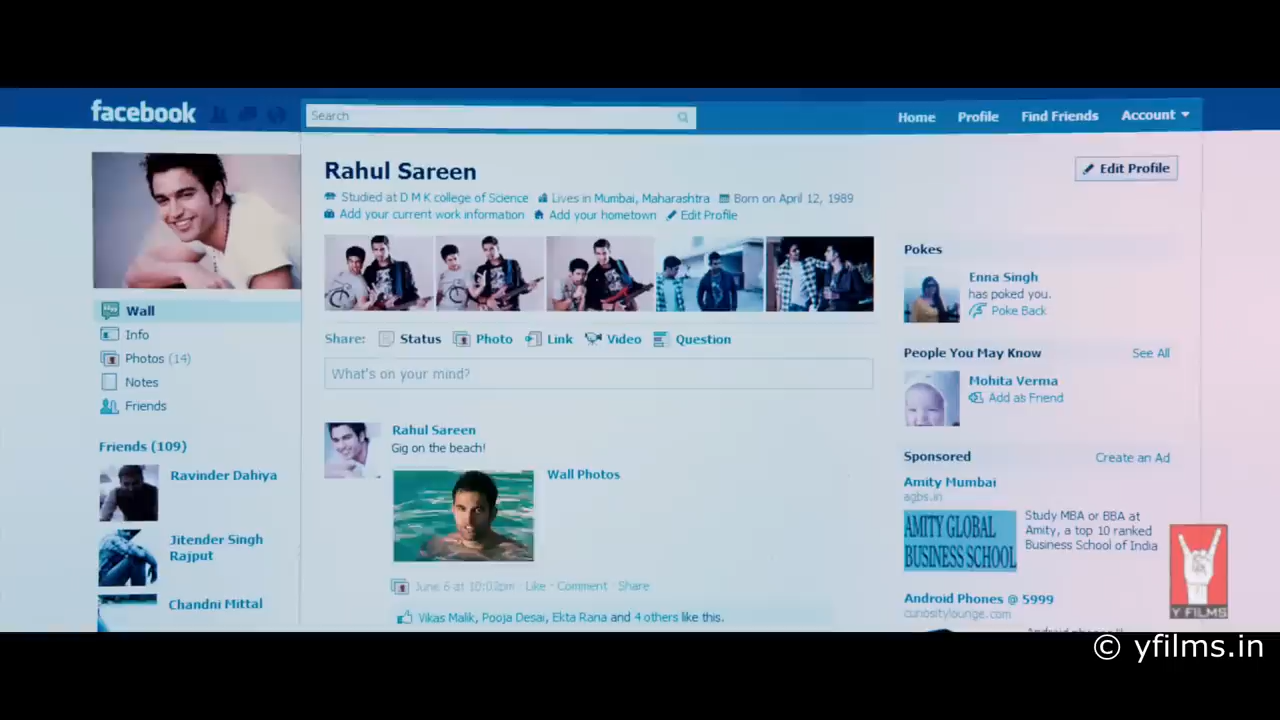 facebook
Search
Home Profile Find Friends Account
Rahul Sareen
Edit Profile
Studied at D M K college of Science Lives in Mumbai, Maharashtra Born on April 12, 1989
Add your current work information Add your hometown Edit Profile
Wall
Info
Photos (14)
Notes
Friends
Friends (109)
Ravinder Dahiya
Jitender Singh
Rajput
Chandni Mittal
Share: Status Photo Link Video Question
What's on your mind?
Rahul Sareen
Gig on the beach!
Wall Photos
June 6 at 10:02pm · Like · Comment · Share
Vikas Malik, Pooja Desai, Ekta Rana and 4 others like this.
Pokes
Enna Singh
has poked you.
Poke Back
People You May Know See All
Mohita Verma
Add as Friend
Sponsored Create an Ad
Amity Mumbai
agbs.in
AMITY GLOBAL
BUSINESS SCHOOL
Study MBA or BBA at
Amity, a top 10 ranked
Business School of India
Android Phones @ 5999
curiositylounge.com
Y FILMS
© yfilms.in